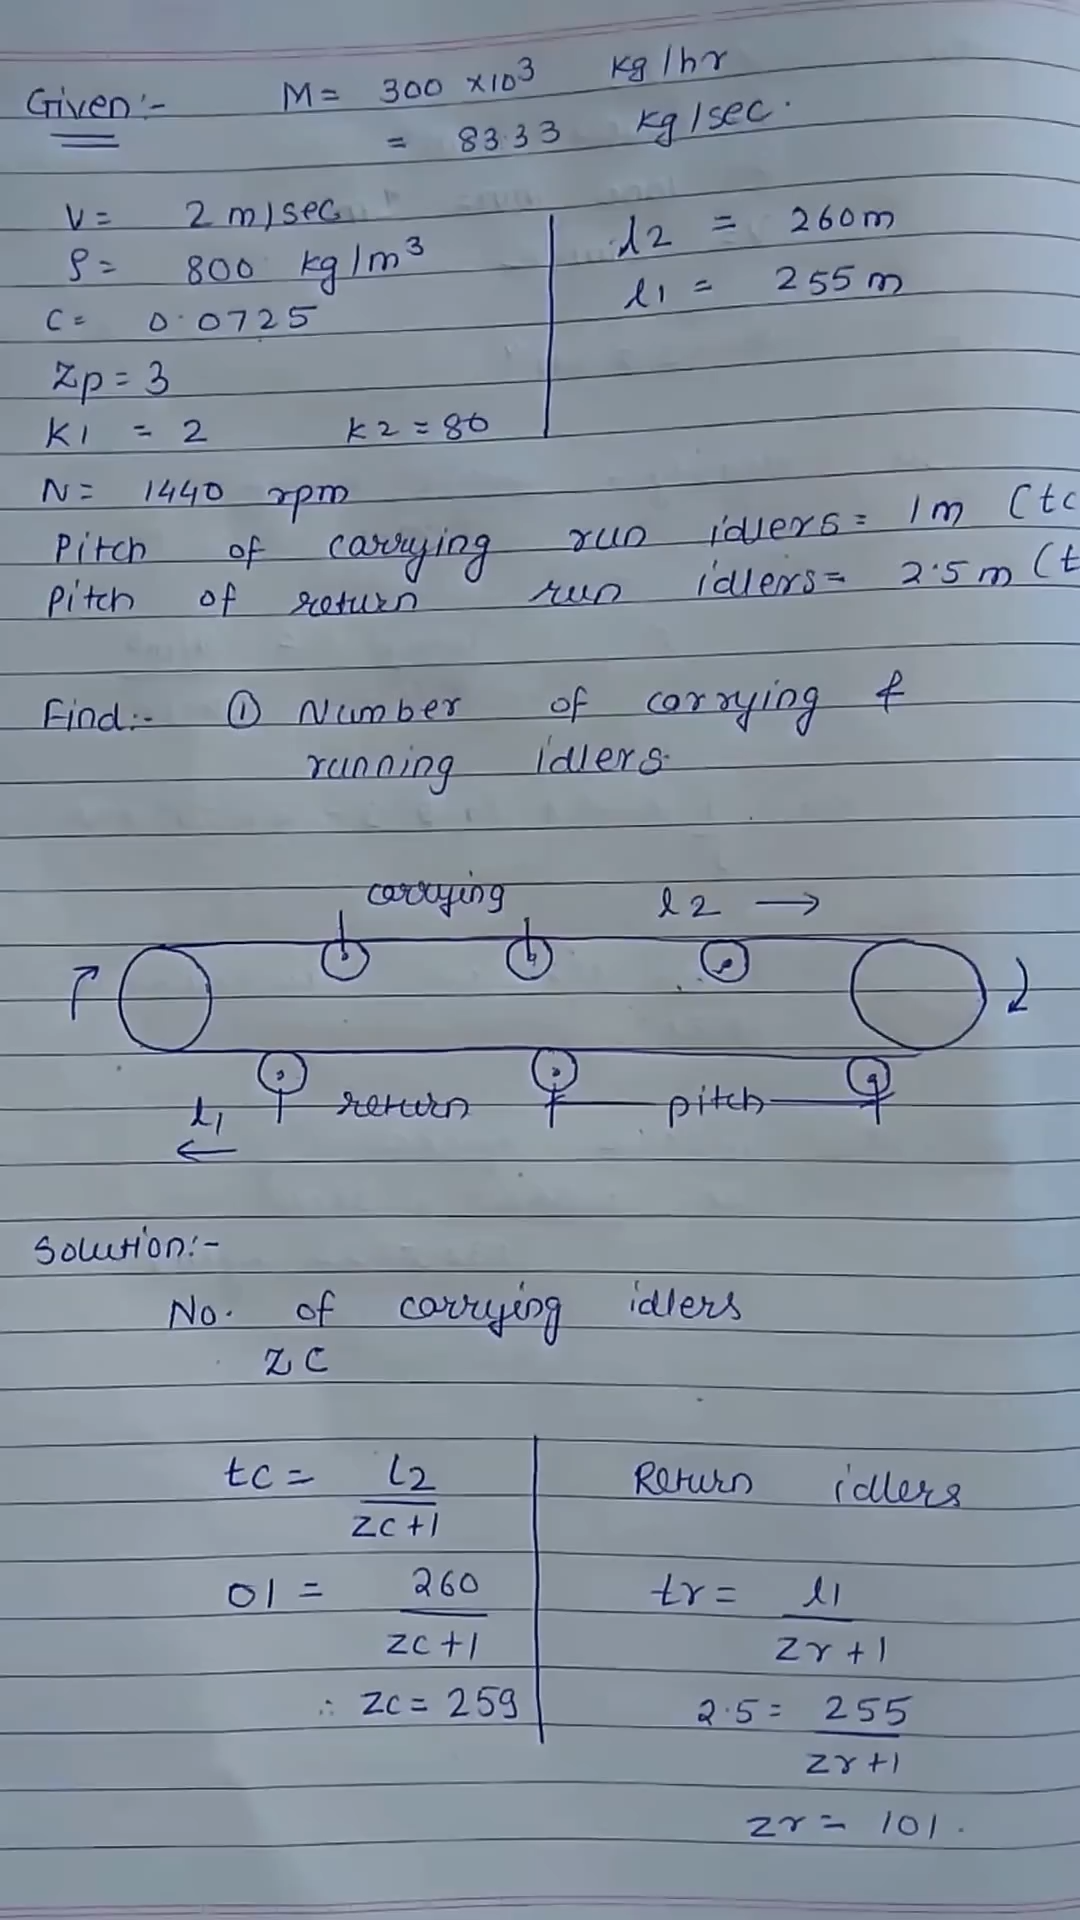 Given:-   M = 300 ×10³ kg/hr
= 83.33 kg/sec.
V = 2 m/sec
ρ = 800 kg/m³
C = 0.0725
Zp = 3
K1 = 2   K2 = 80
l2 = 260m
l1 = 255m
N = 1440 rpm
Pitch of carrying run idlers = 1m (tc
Pitch of return run idlers = 2.5m (t
Find:- ① Number of carrying &
running idlers.
carrying   l2 →
l1 ←   return   pitch
Solution:-
No. of carrying idlers
zc
tc = l2 / (zc+1)
01 = 260 / (zc+1)
∴ zc = 259
Return idlers
tr = l1 / (zr+1)
2.5 = 255 / (zr+1)
zr = 101.